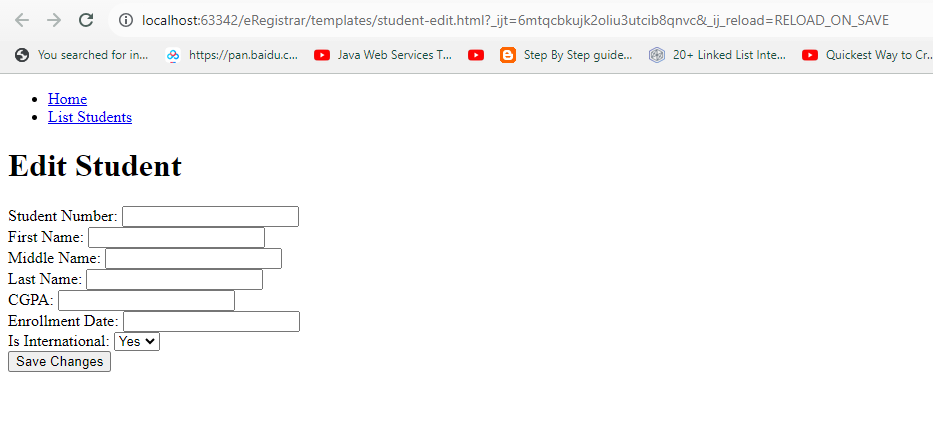 localhost:63342/eRegistrar/templates/student-edit.html?_ijt=6mtqcbkujk2oliu3utcib8qnvc&_ij_reload=RELOAD_ON_SAVE
You searched for in... https://pan.baidu.c... Java Web Services T... Step By Step guide... 20+ Linked List Inte... Quickest Way to Cr...
Home
List Students
Edit Student
Student Number:
First Name:
Middle Name:
Last Name:
CGPA:
Enrollment Date:
Is International: Yes
Save Changes